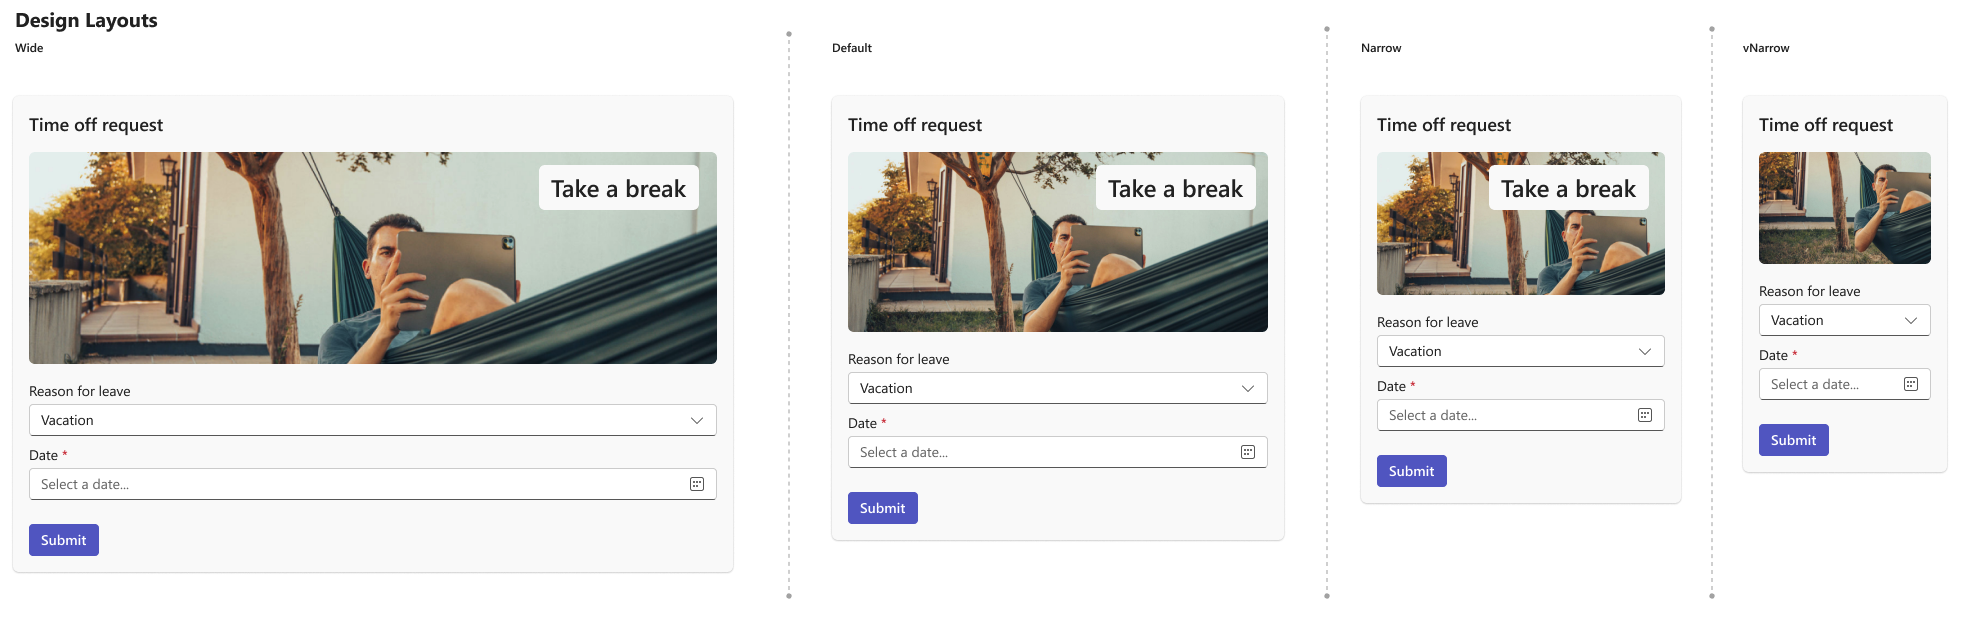 Design Layouts
Wide
Time off request
Take a break
Reason for leave
Vacation
Date *
Select a date...
Submit
Default
Time off request
Take a break
Reason for leave
Vacation
Date *
Select a date...
Submit
Narrow
Time off request
Take a break
Reason for leave
Vacation
Date *
Select a date...
Submit
vNarrow
Time off request
Reason for leave
Vacation
Date *
Select a date...
Submit